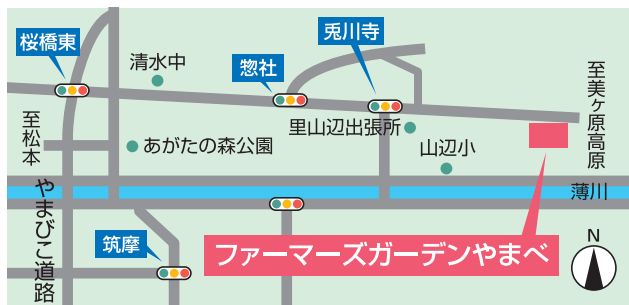 桜橋東
清水中
惣社
兎川寺
至美ヶ原高原
至松本
あがたの森公園
里山辺出張所
山辺小
薄川
やまびこ道路
筑摩
ファーマーズガーデンやまべ
N